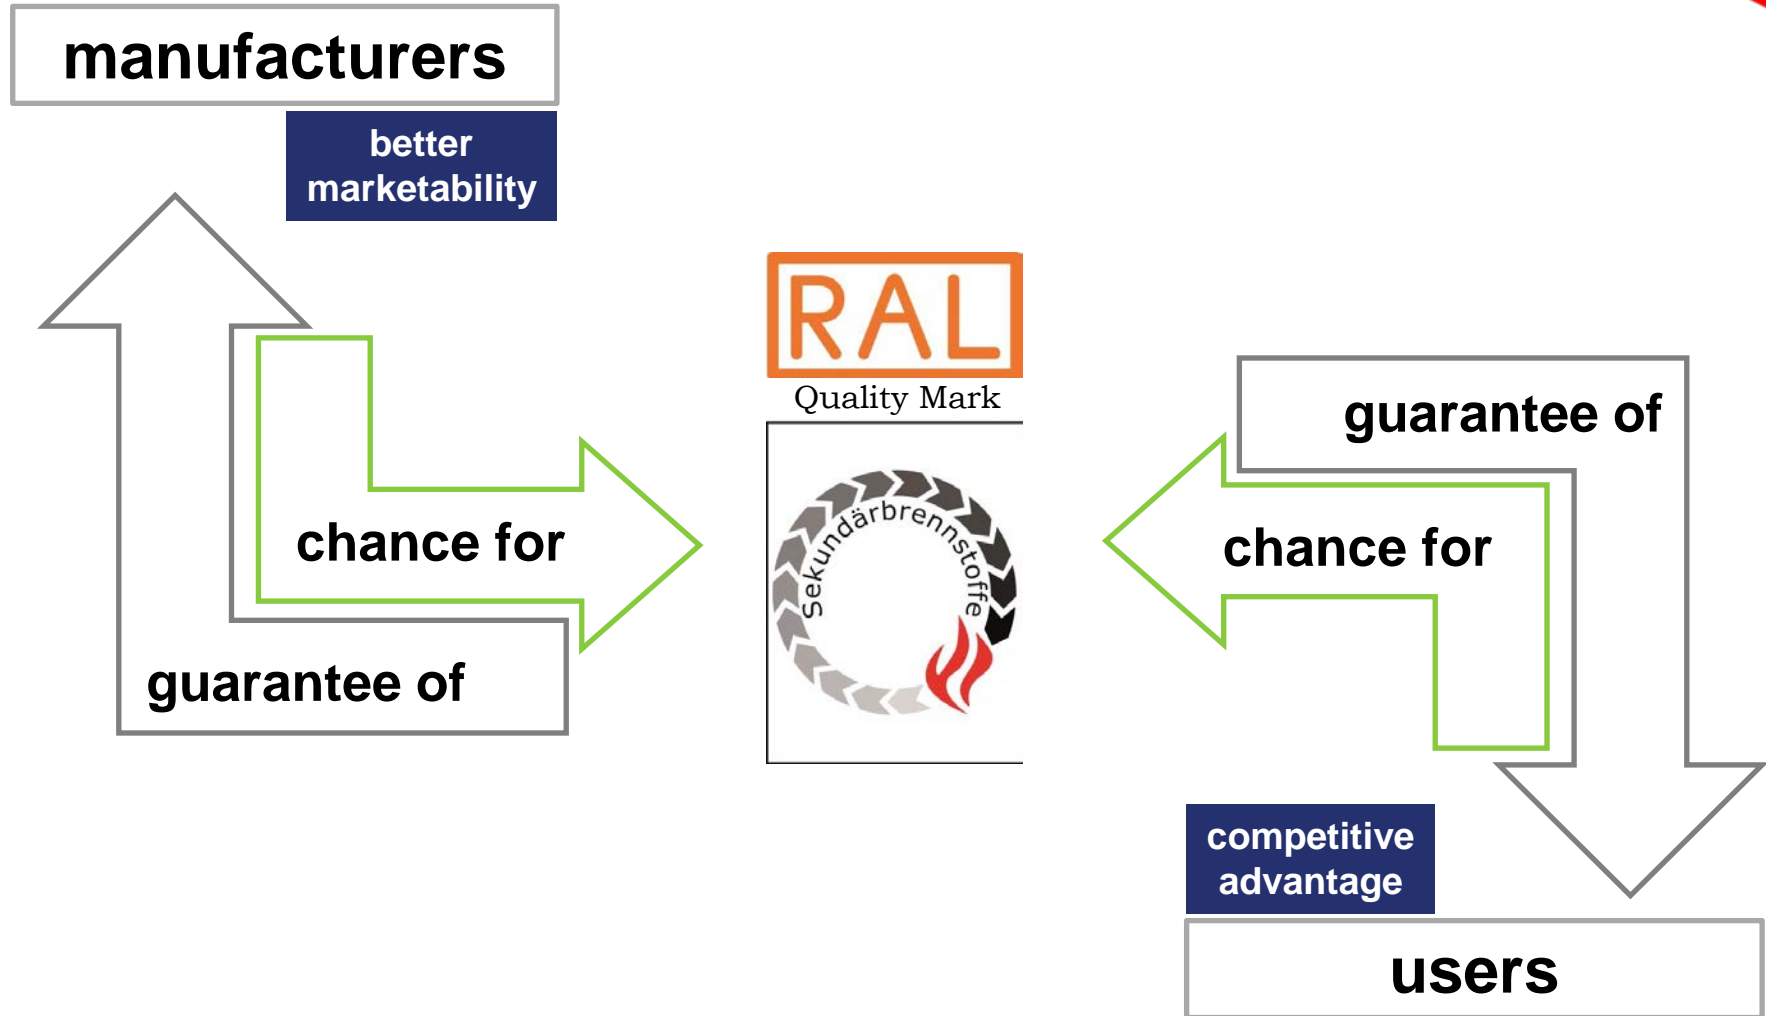 manufacturers
better
marketability
RAL
Quality Mark
Sekundärbrennstoffe
chance for
guarantee of
guarantee of
chance for
competitive
advantage
users